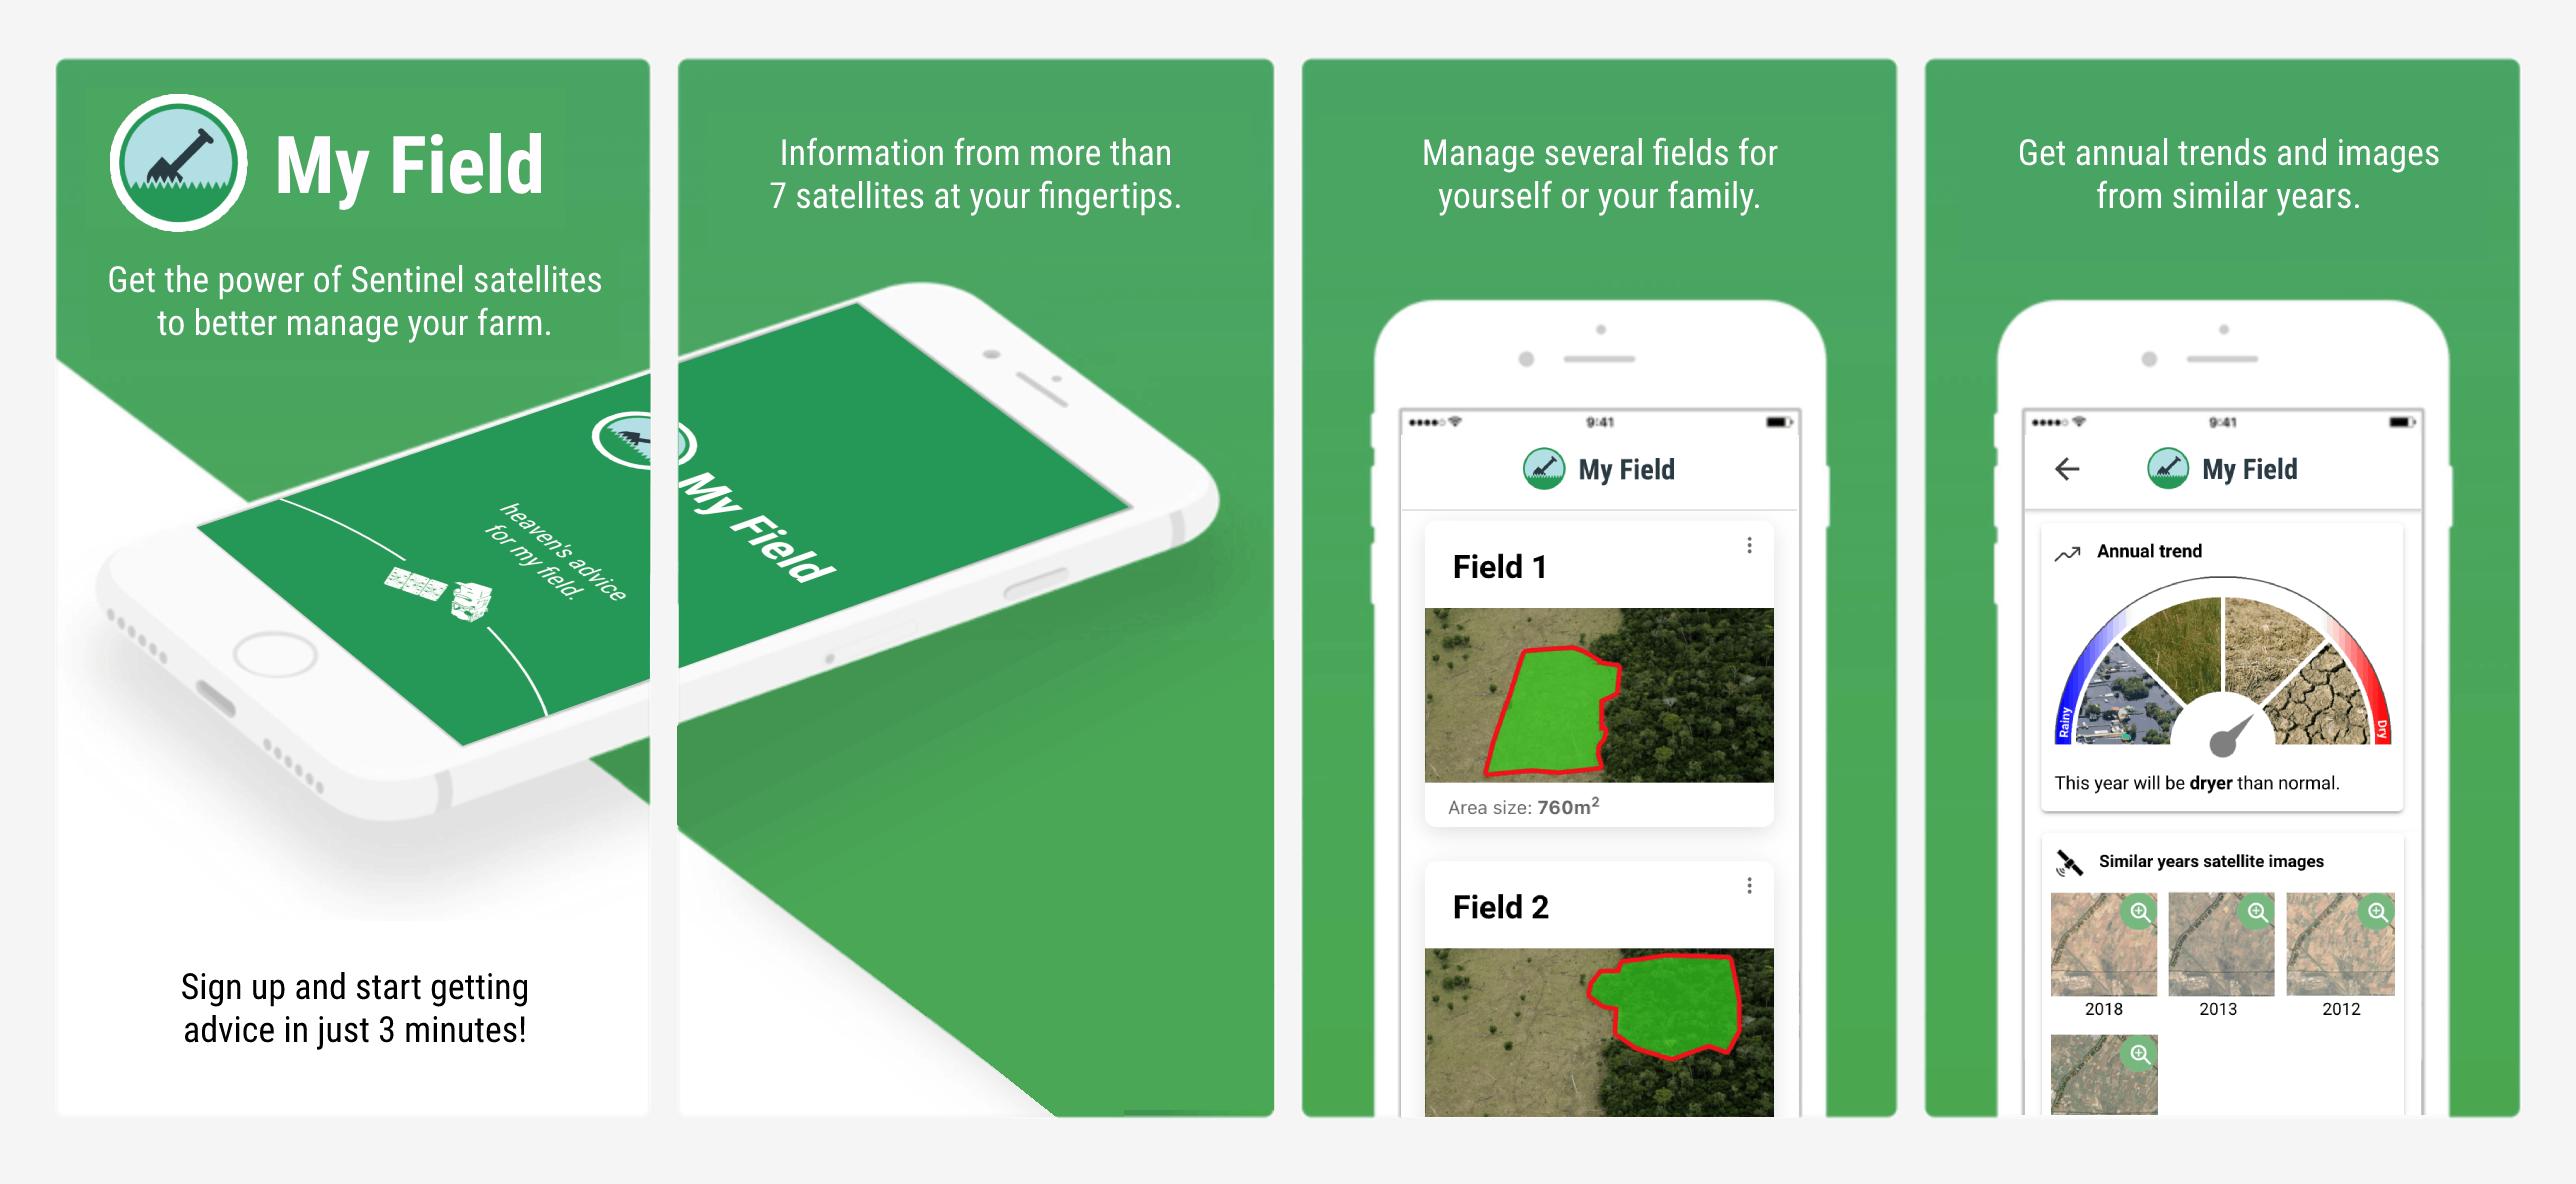 My Field
Get the power of Sentinel satellites
to better manage your farm.
heaven's advice
for my field.
Sign up and start getting
advice in just 3 minutes!
Information from more than
7 satellites at your fingertips.
My Field
Manage several fields for
yourself or your family.
9:41
My Field
Field 1
Area size: 760m²
Field 2
Get annual trends and images
from similar years.
9:41
My Field
Annual trend
Rainy
Dry
This year will be dryer than normal.
Similar years satellite images
2018 2013 2012